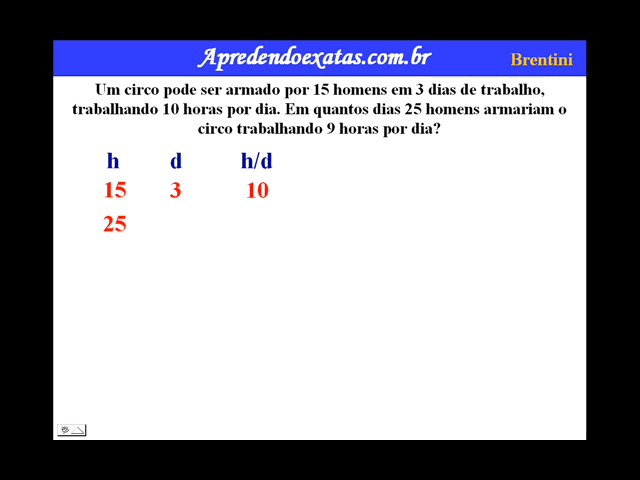 Apredendoexatas.com.br
Brentini
Um circo pode ser armado por 15 homens em 3 dias de trabalho,
trabalhando 10 horas por dia. Em quantos dias 25 homens armariam o
circo trabalhando 9 horas por dia?
h d h/d
15 3 10
25